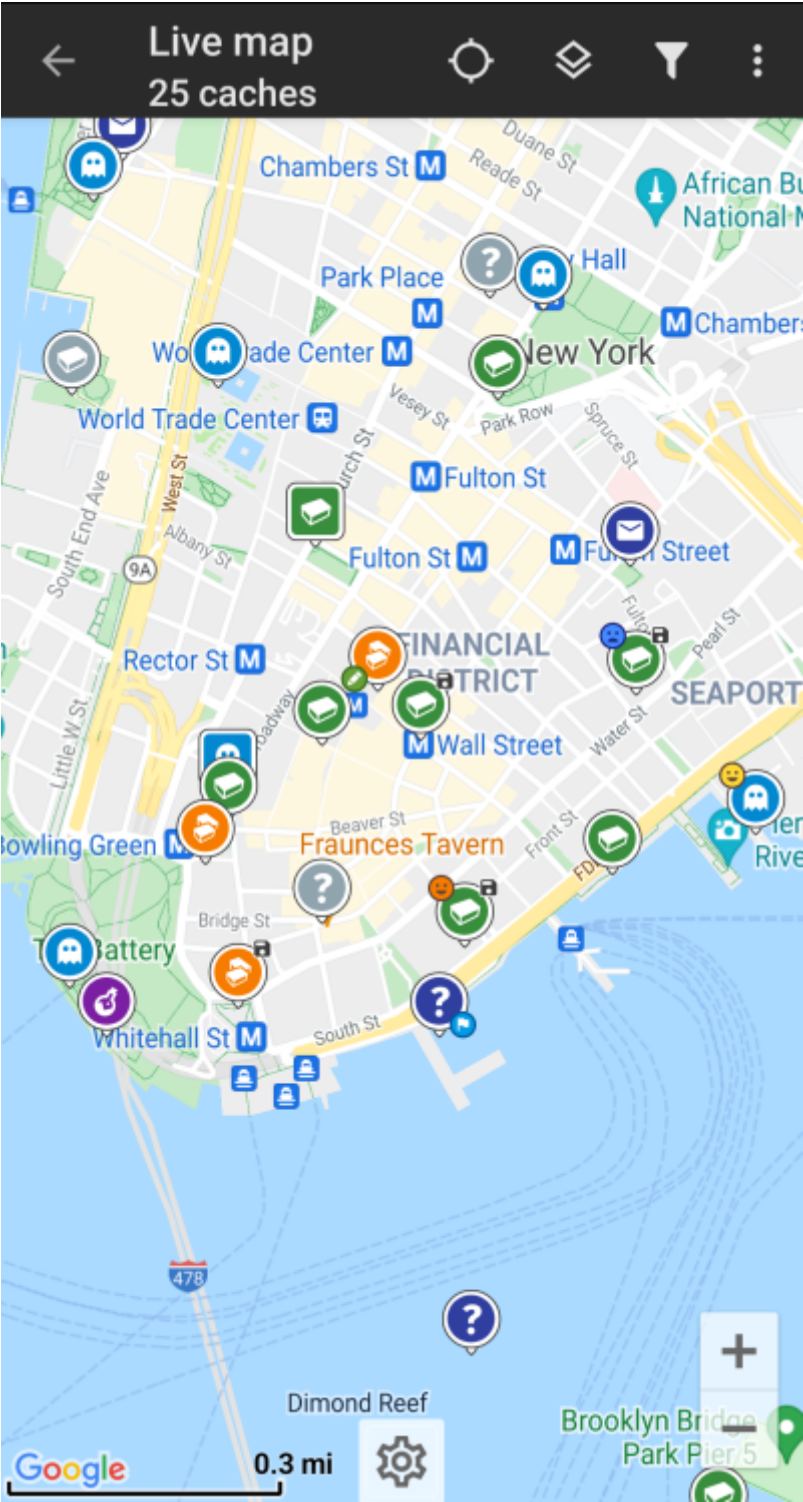 Live map
25 caches
Duane St
Chambers St M
Reade St
African Bu
National M
Hall
Park Place
M
M Chambers
ade Center M
New York
Vesey St
Park Row
Spruce St
World Trade Center
West St
Church St
M Fulton St
South End Ave
Albany St
9A
Fulton St M
M
Street
Fulton
Pearl St
FINANCIAL
DISTRICT
Rector St M
SEAPORT
Little W St
M
Water St
M Wall Street
Beaver St
Front St
Bowling Green M
Fraunces Tavern
FD
River
Bridge St
Battery
Whitehall St M
South St
478
?
?
?
?
Dimond Reef
Brooklyn Bridge
Park Pier 5
Google
0.3 mi
+
−